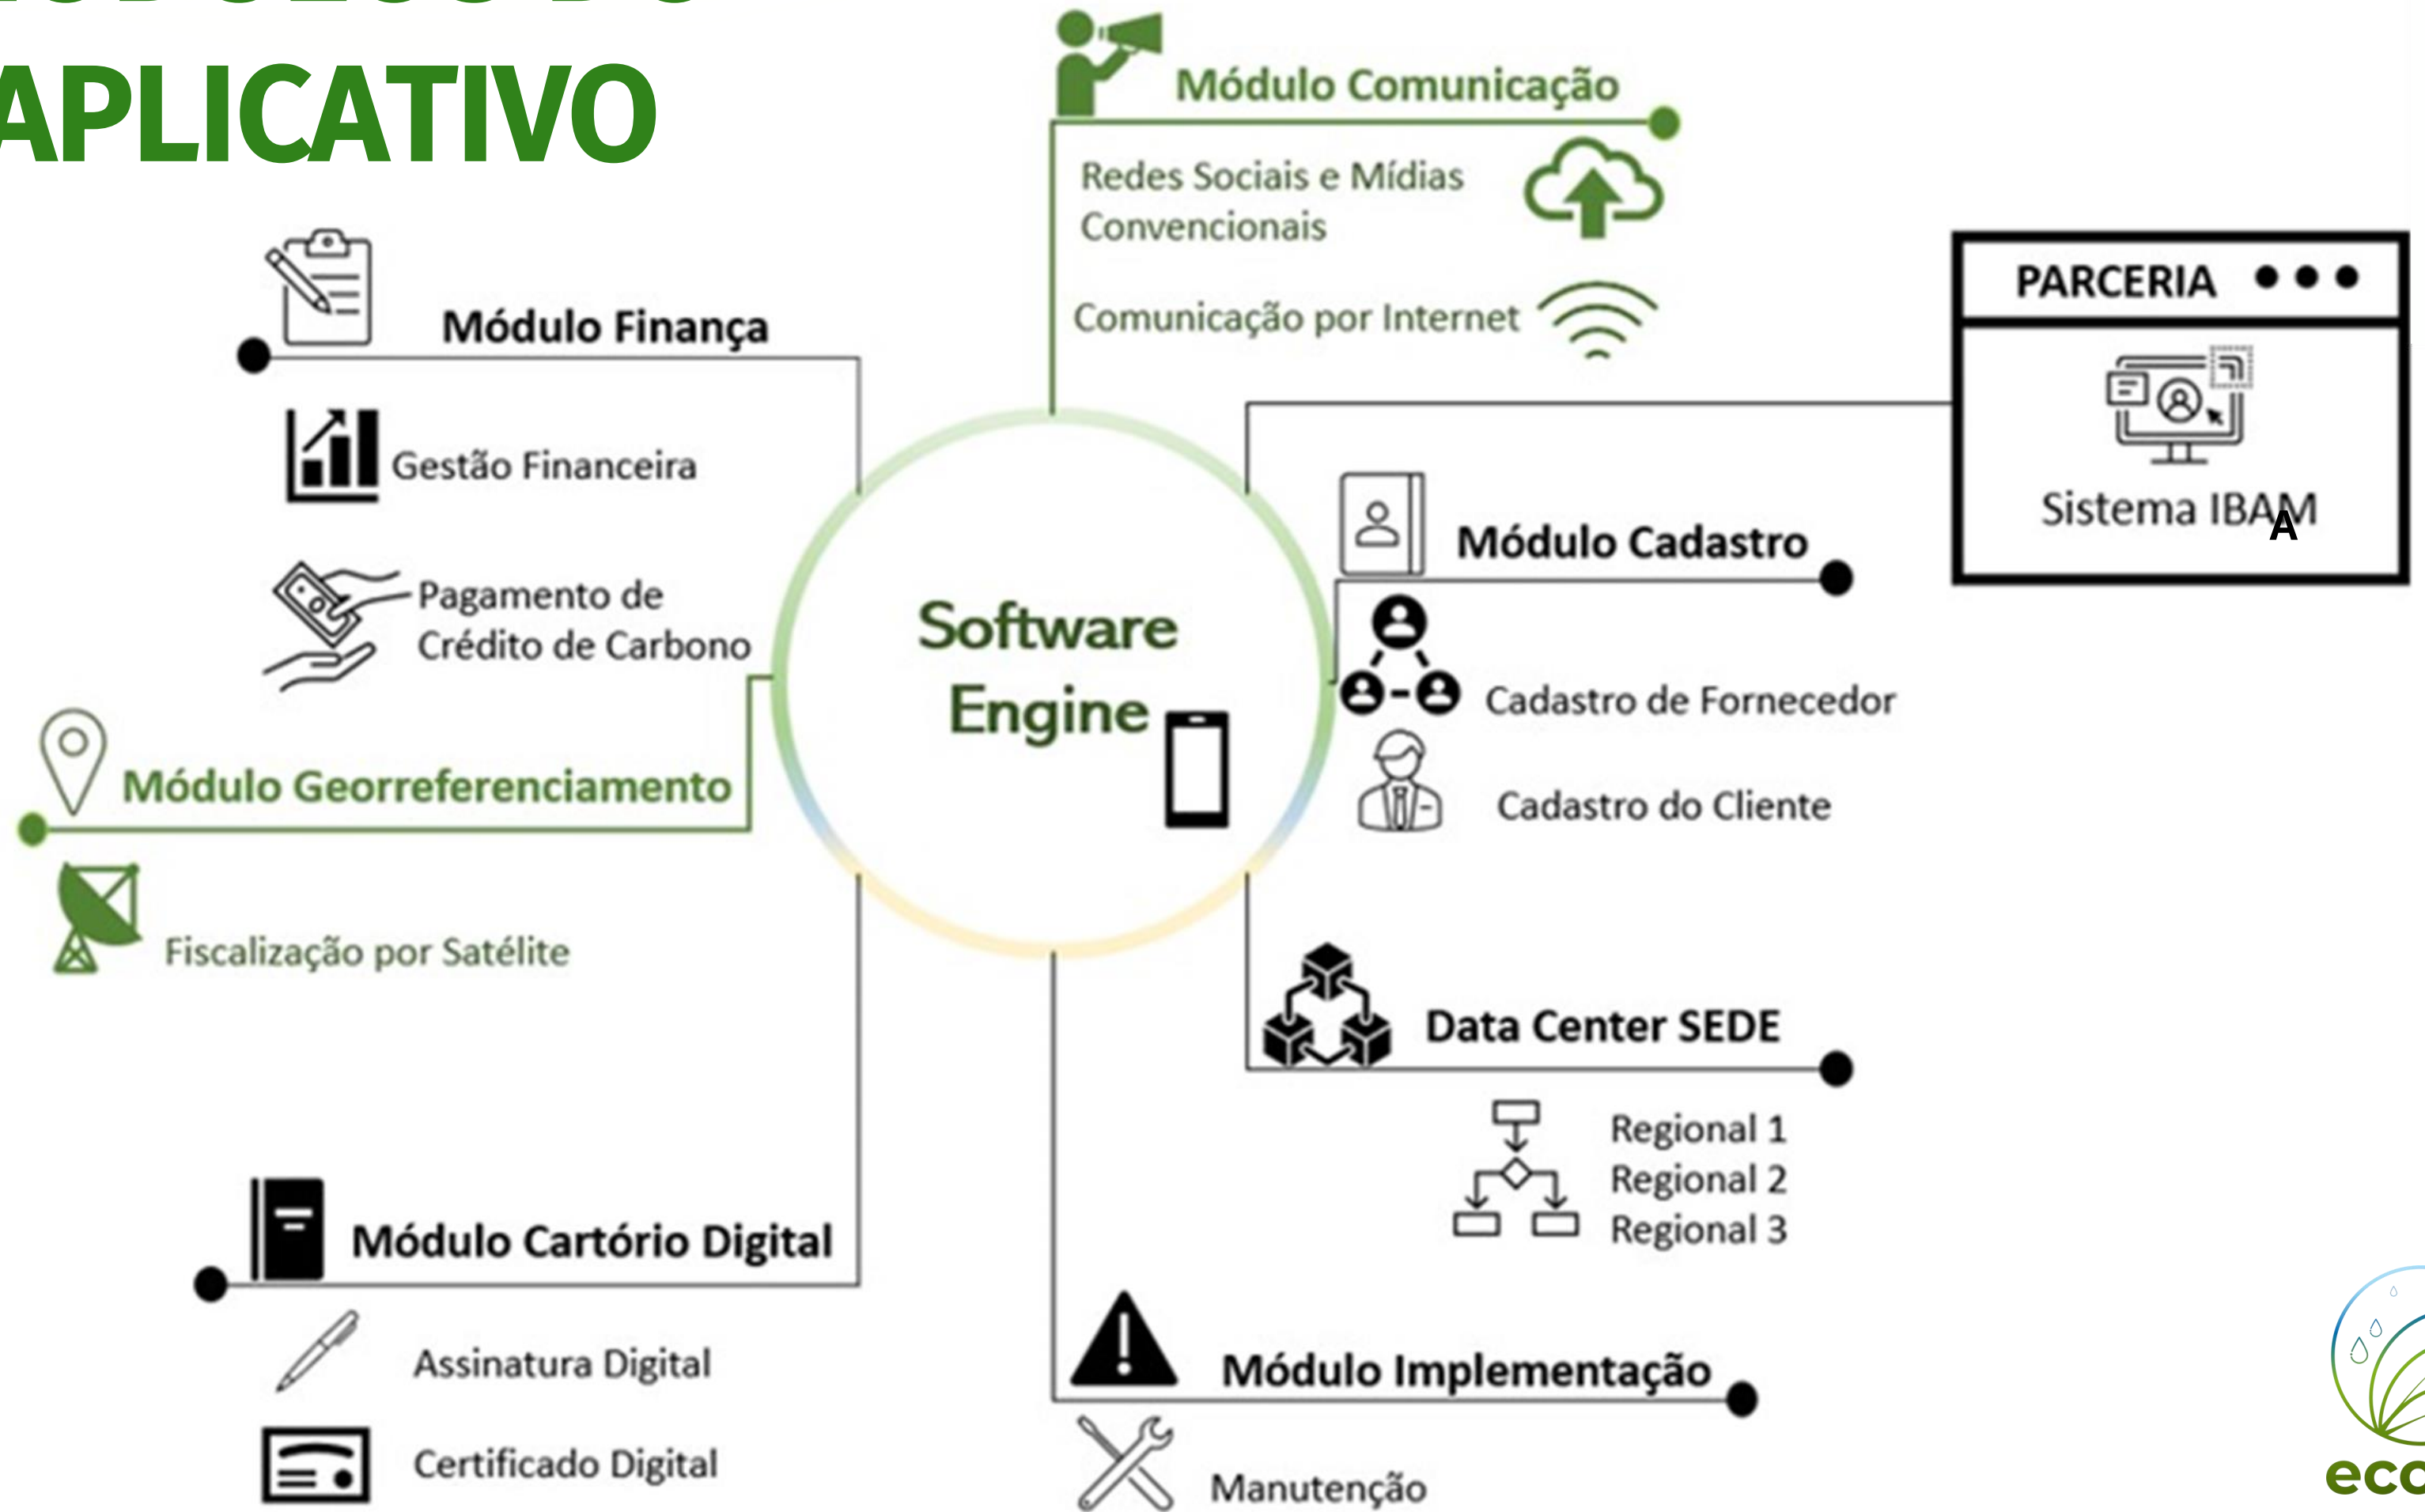 APLICATIVO
Módulo Comunicação
Redes Sociais e Mídias
Convencionais
Comunicação por Internet
PARCERIA
Sistema IBAM
A
Módulo Finança
Gestão Financeira
Pagamento de
Crédito de Carbono
Módulo Georreferenciamento
Fiscalização por Satélite
Software
Engine
Módulo Cadastro
Cadastro de Fornecedor
Cadastro do Cliente
Data Center SEDE
Regional 1
Regional 2
Regional 3
Módulo Cartório Digital
Assinatura Digital
Certificado Digital
Módulo Implementação
Manutenção